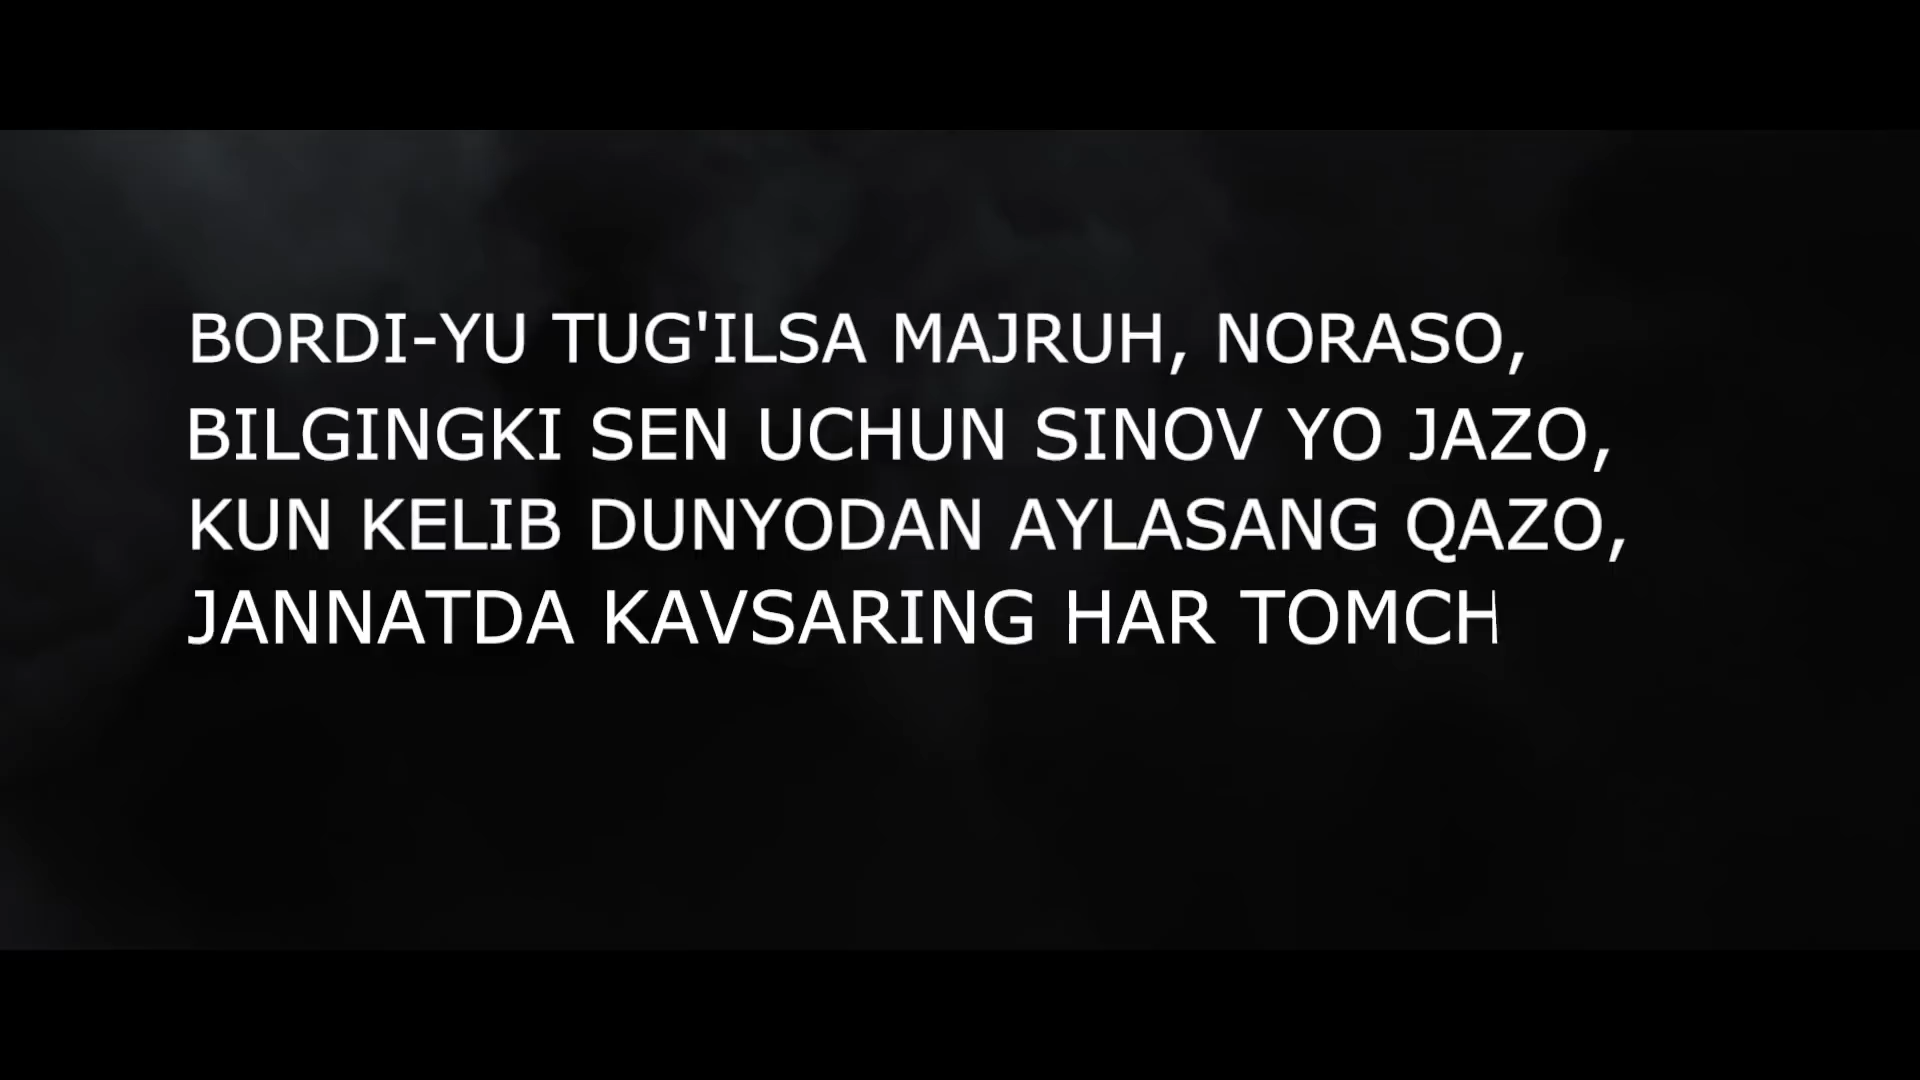 BORDI-YU TUG'ILSA MAJRUH, NORASO,
BILGINGKI SEN UCHUN SINOV YO JAZO,
KUN KELIB DUNYODAN AYLASANG QAZO,
JANNATDA KAVSARING HAR TOMCH